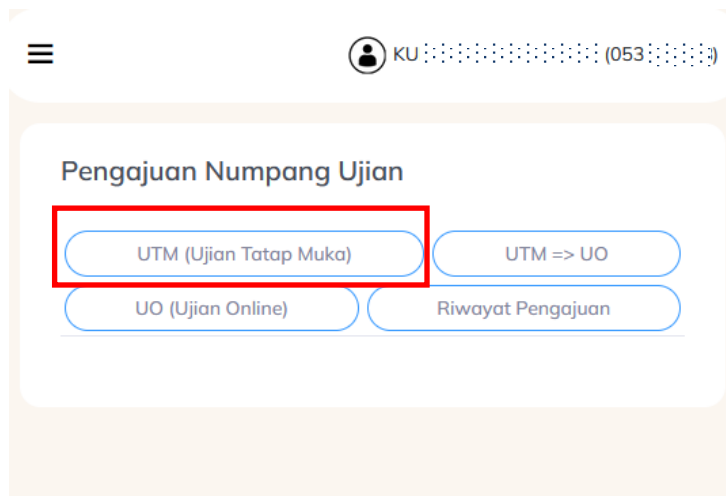 KU (053 )
Pengajuan Numpang Ujian
UTM (Ujian Tatap Muka) UTM => UO
UO (Ujian Online) Riwayat Pengajuan